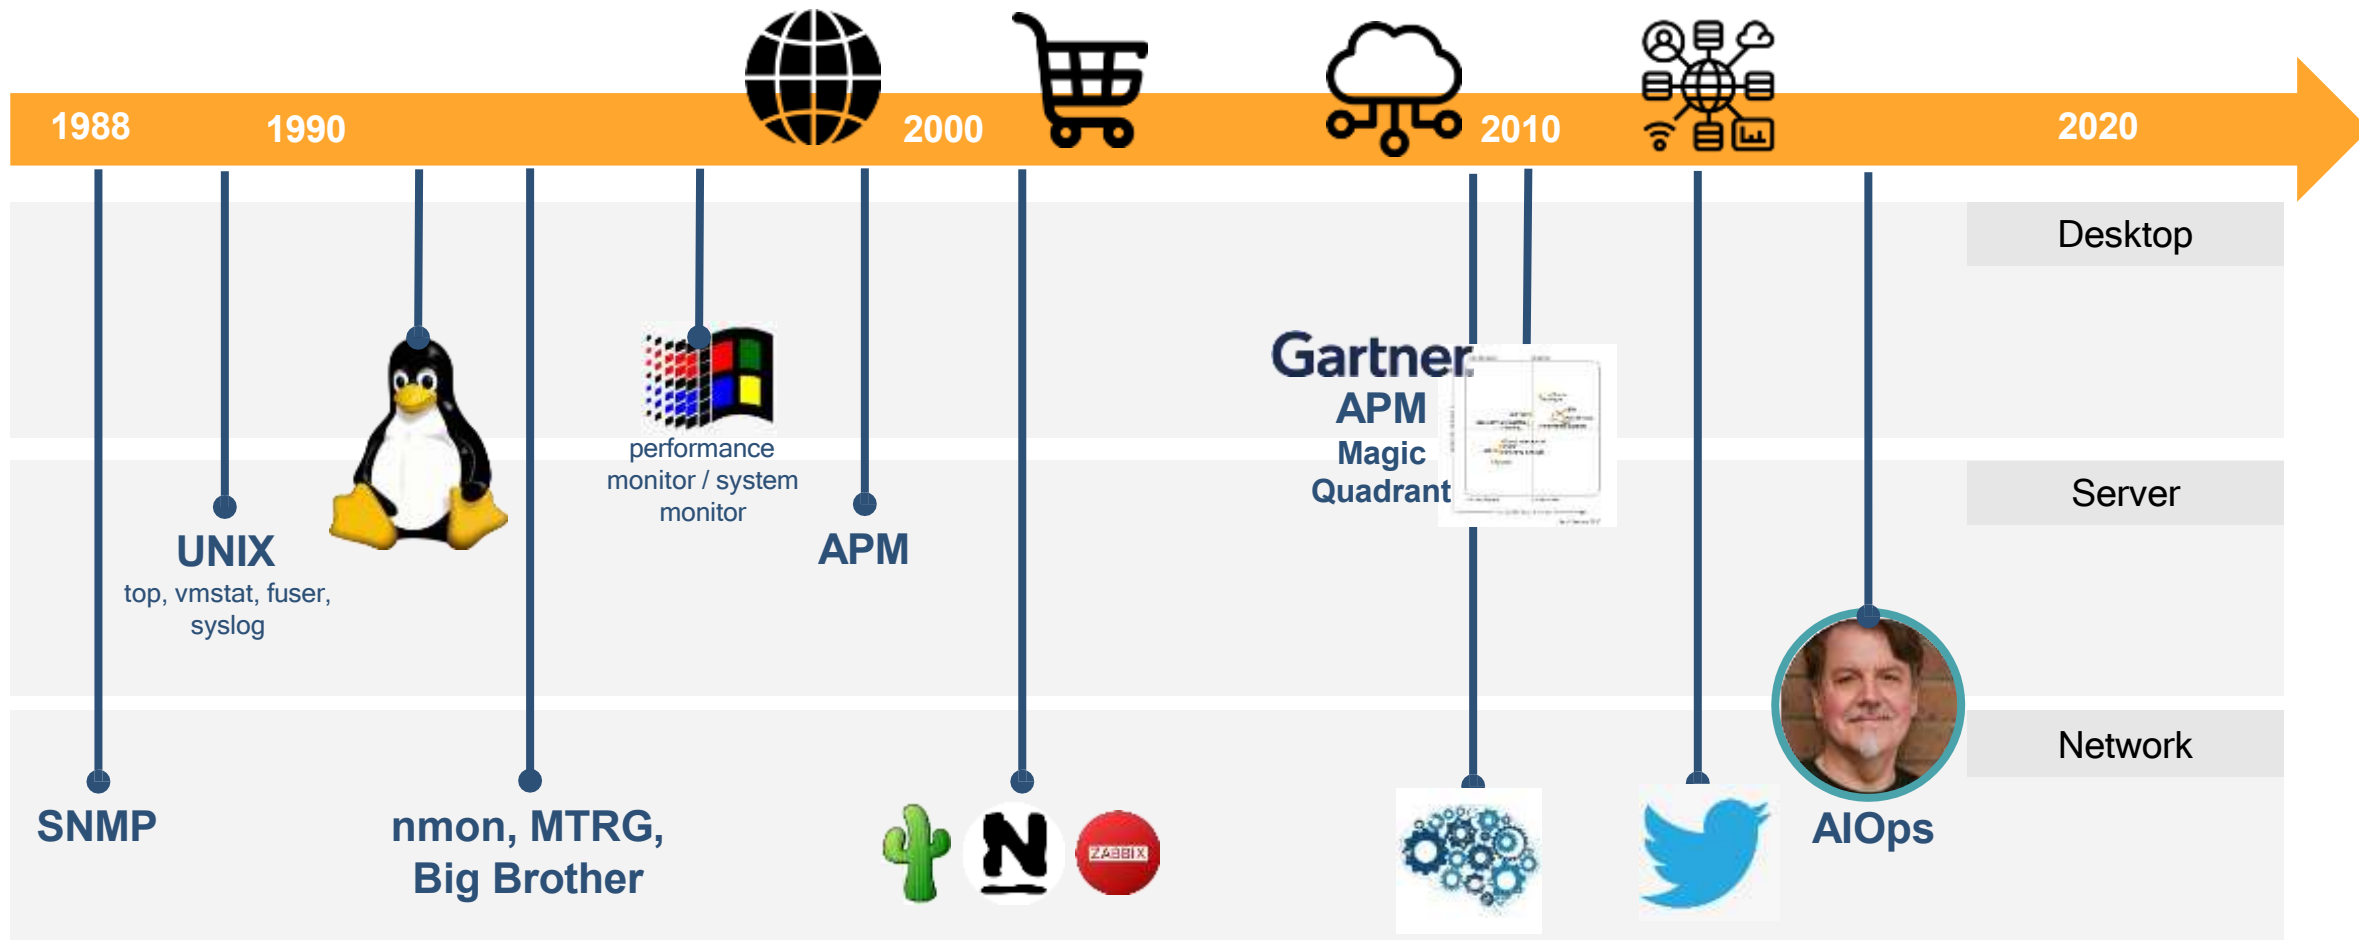 1988
1990
2000
2010
2020
Desktop
Server
Network
SNMP
UNIX
top, vmstat, fuser,
syslog
nmon, MTRG,
Big Brother
performance
monitor / system
monitor
APM
N
ZABBIX
Gartner
APM
Magic
Quadrant
AIOps